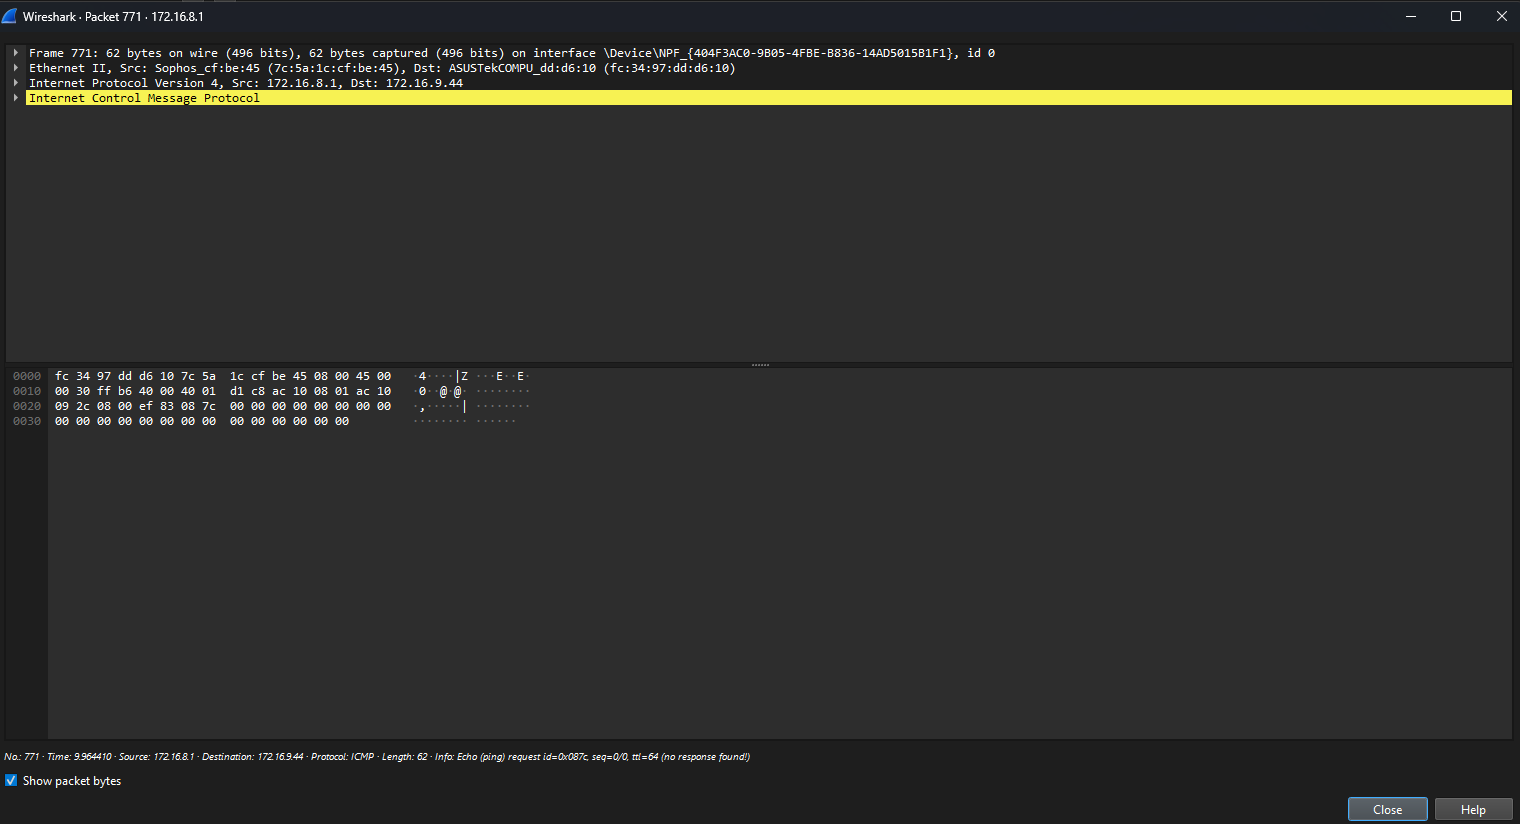 Wireshark · Packet 771 · 172.16.8.1
Frame 771: 62 bytes on wire (496 bits), 62 bytes captured (496 bits) on interface \Device\NPF_{404F3AC0-9B05-4FBE-B836-14AD5015B1F1}, id 0
Ethernet II, Src: Sophos_cf:be:45 (7c:5a:1c:cf:be:45), Dst: ASUSTekCOMPU_dd:d6:10 (fc:34:97:dd:d6:10)
Internet Protocol Version 4, Src: 172.16.8.1, Dst: 172.16.9.44
Internet Control Message Protocol
0000 fc 34 97 dd d6 10 7c 5a 1c cf be 45 08 00 45 00 ·4····|Z ···E··E·
0010 00 30 ff b6 40 00 40 01 d1 c8 ac 10 08 01 ac 10 ·0··@·@· ········
0020 09 2c 08 00 ef 83 08 7c 00 00 00 00 00 00 00 00 ·,·····| ········
0030 00 00 00 00 00 00 00 00 00 00 00 00 00 00 ········ ······
No.: 771 · Time: 9.964410 · Source: 172.16.8.1 · Destination: 172.16.9.44 · Protocol: ICMP · Length: 62 · Info: Echo (ping) request id=0x087c, seq=0/0, ttl=64 (no response found!)
Show packet bytes
Close
Help